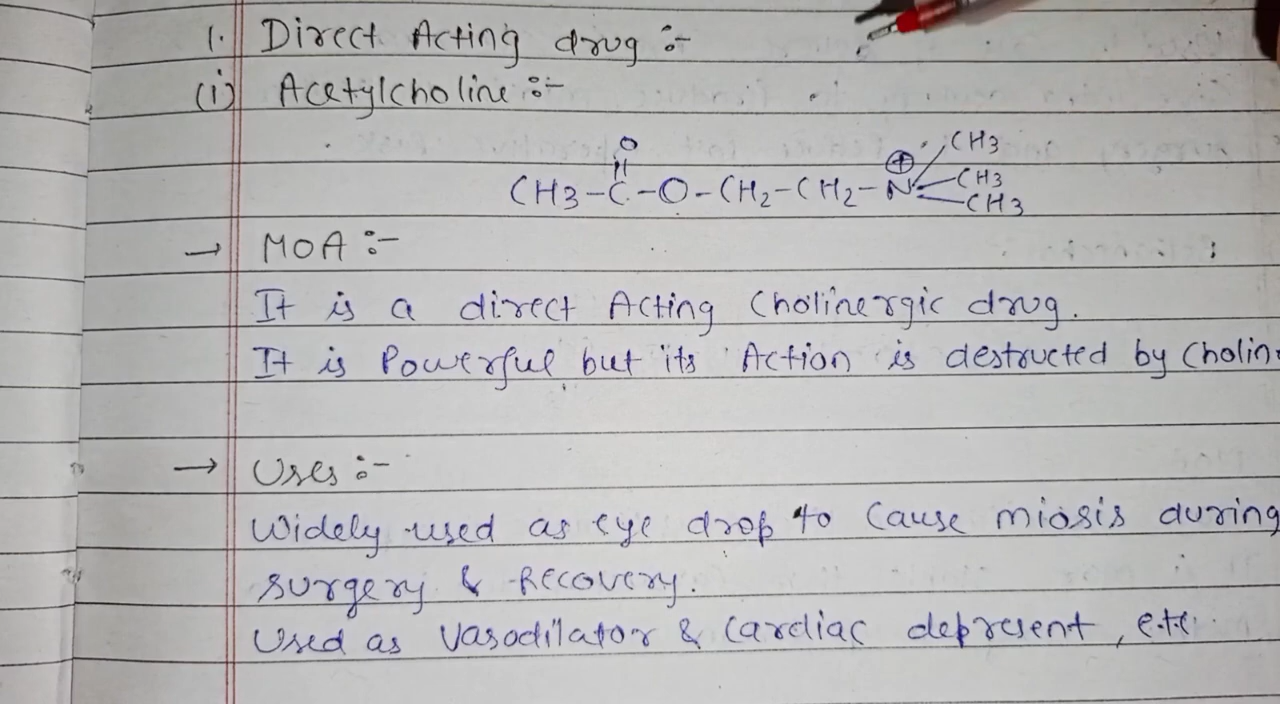 1. Direct Acting drug :-
(i) Acetylcholine :-
O
CH3-C-O-CH2-CH2-N⊕ CH3
CH3
CH3
→ MOA :-
It is a direct Acting Cholinergic drug.
It is Powerful but its Action is destructed by Cholin
→ Uses :-
Widely used as eye drop to cause miosis during
surgery & Recovery.
Used as vasodilator & cardiac depresent, etc.